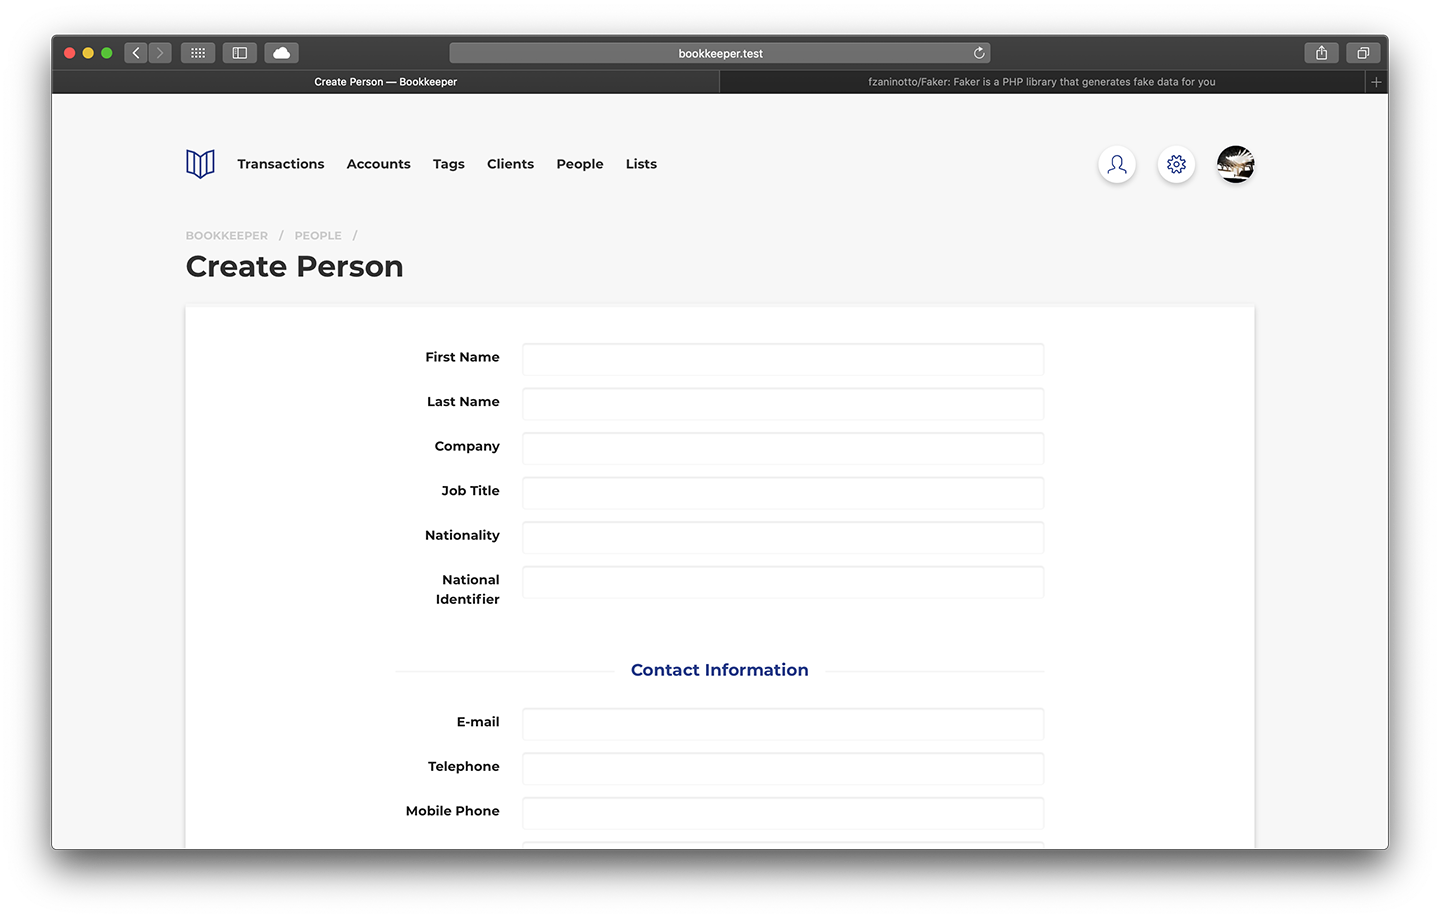 bookkeeper.test
Create Person — Bookkeeper
fzaninotto/Faker: Faker is a PHP library that generates fake data for you
Transactions Accounts Tags Clients People Lists
BOOKKEEPER / PEOPLE /
Create Person
First Name
Last Name
Company
Job Title
Nationality
National
Identifier
Contact Information
E-mail
Telephone
Mobile Phone